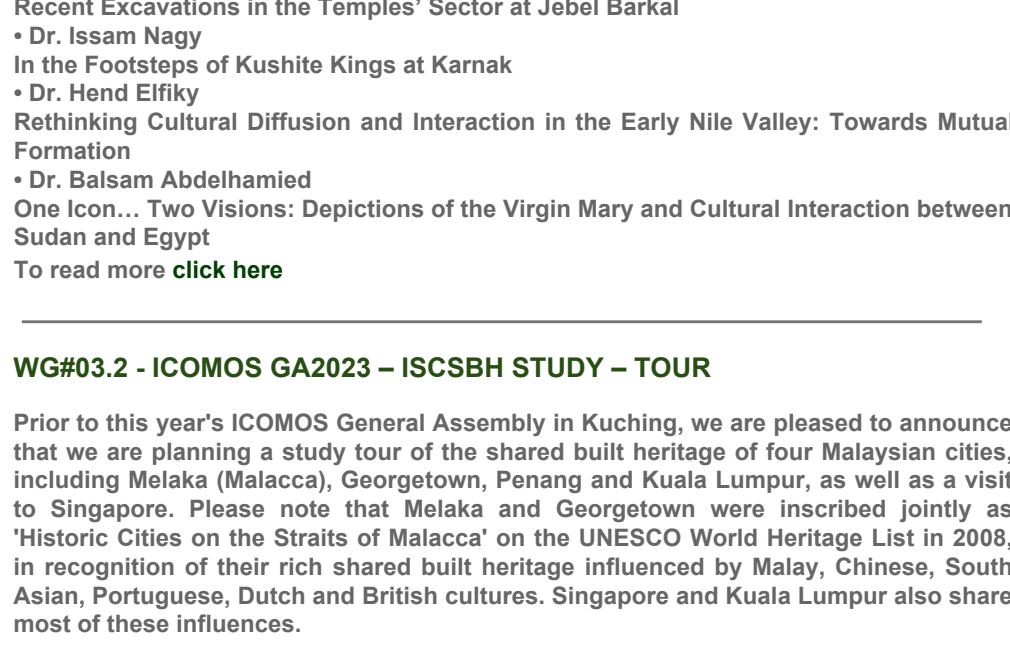 Recent Excavations in the Temples’ Sector at Jebel Barkal
• Dr. Issam Nagy
In the Footsteps of Kushite Kings at Karnak
• Dr. Hend Elfiky
Rethinking Cultural Diffusion and Interaction in the Early Nile Valley: Towards Mutual
Formation
• Dr. Balsam Abdelhamied
One Icon… Two Visions: Depictions of the Virgin Mary and Cultural Interaction between
Sudan and Egypt
To read more click here
WG#03.2 - ICOMOS GA2023 – ISCSBH STUDY – TOUR
Prior to this year's ICOMOS General Assembly in Kuching, we are pleased to announce
that we are planning a study tour of the shared built heritage of four Malaysian cities,
including Melaka (Malacca), Georgetown, Penang and Kuala Lumpur, as well as a visit
to Singapore. Please note that Melaka and Georgetown were inscribed jointly as
'Historic Cities on the Straits of Malacca' on the UNESCO World Heritage List in 2008,
in recognition of their rich shared built heritage influenced by Malay, Chinese, South
Asian, Portuguese, Dutch and British cultures. Singapore and Kuala Lumpur also share
most of these influences.